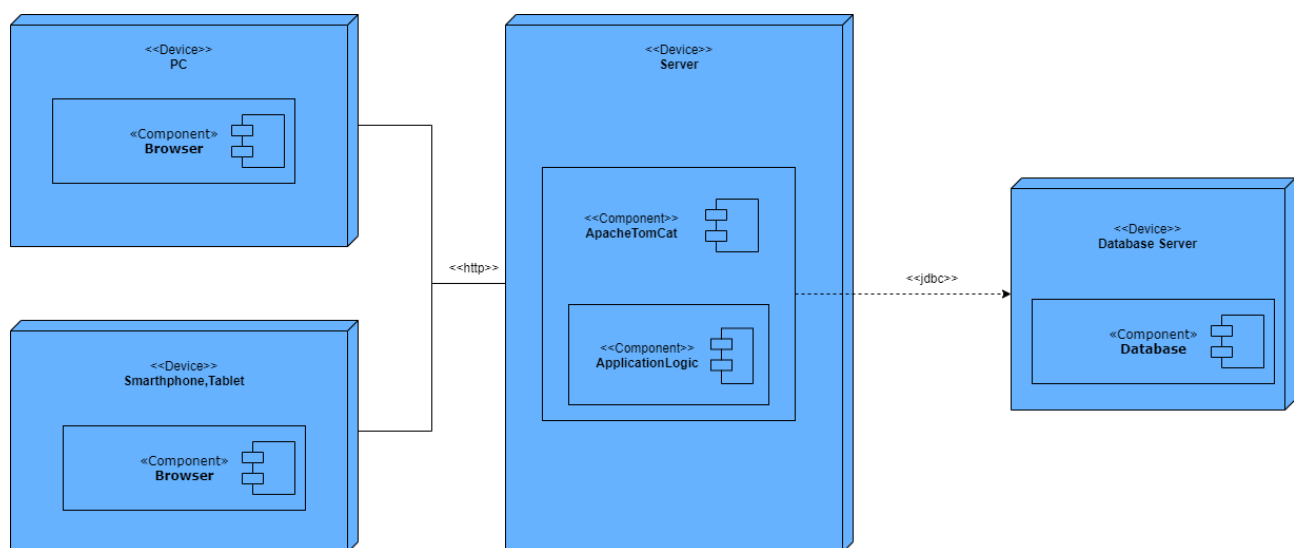 <<Device>>
PC
«Component»
Browser
<<Device>>
Smarthphone,Tablet
«Component»
Browser
<<http>>
<<Device>>
Server
<<Component>>
ApacheTomCat
<<Component>>
ApplicationLogic
<<jdbc>>
<<Device>>
Database Server
«Component»
Database